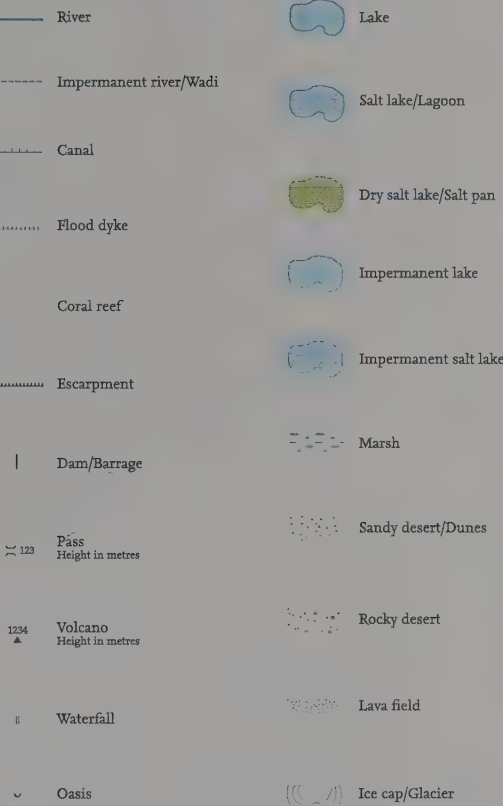 River
Impermanent river/Wadi
Canal
Flood dyke
Coral reef
Escarpment
Dam/Barrage
123
Pass
Height in metres
1234
Volcano
Height in metres
Waterfall
Oasis
Lake
Salt lake/Lagoon
Dry salt lake/Salt pan
Impermanent lake
Impermanent salt lake
Marsh
Sandy desert/Dunes
Rocky desert
Lava field
Ice cap/Glacier